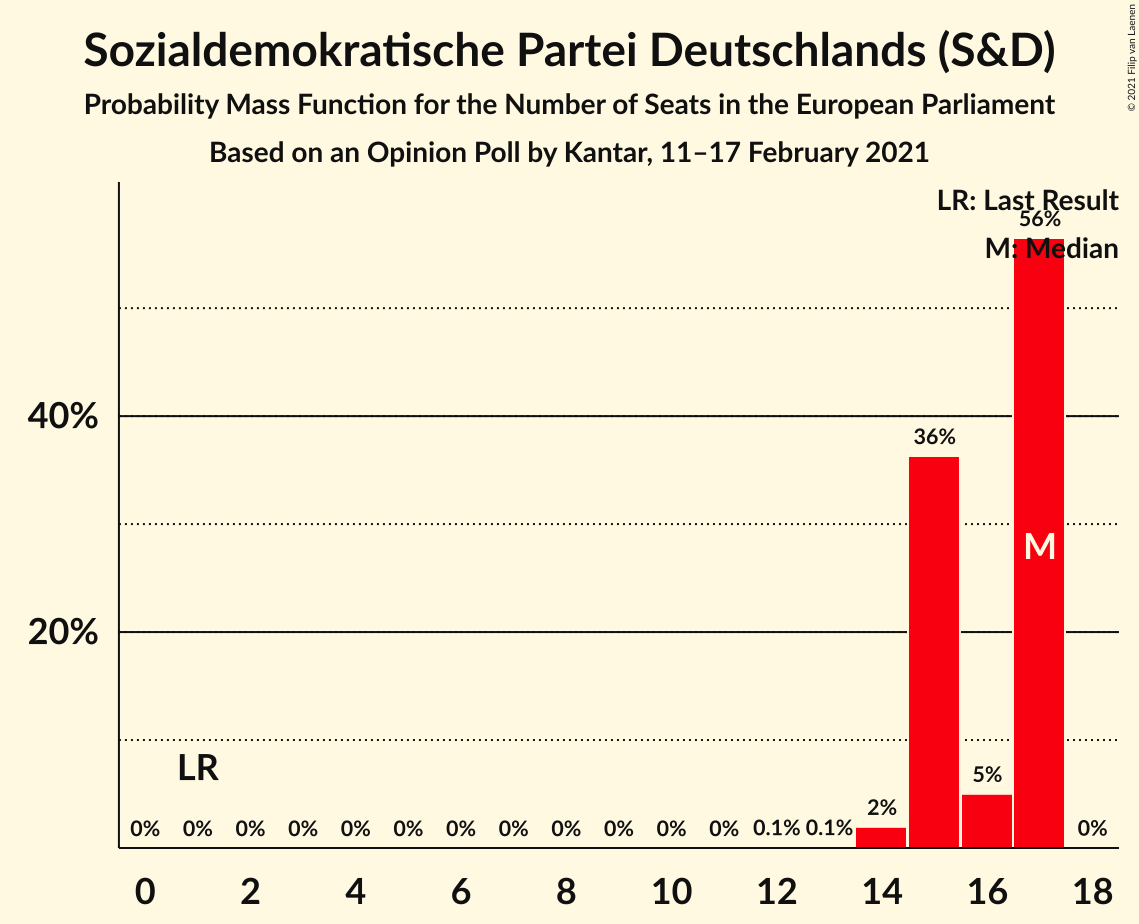 Sozialdemokratische Partei Deutschlands (S&D)
Probability Mass Function for the Number of Seats in the European Parliament
Based on an Opinion Poll by Kantar, 11–17 February 2021
© 2021 Filip van Laenen
LR: Last Result
56%
M: Median
40%
36%
M
20%
LR
5%
2%
0% 0% 0% 0% 0% 0% 0% 0% 0% 0% 0% 0% 0.1% 0.1% 0%
0 2 4 6 8 10 12 14 16 18